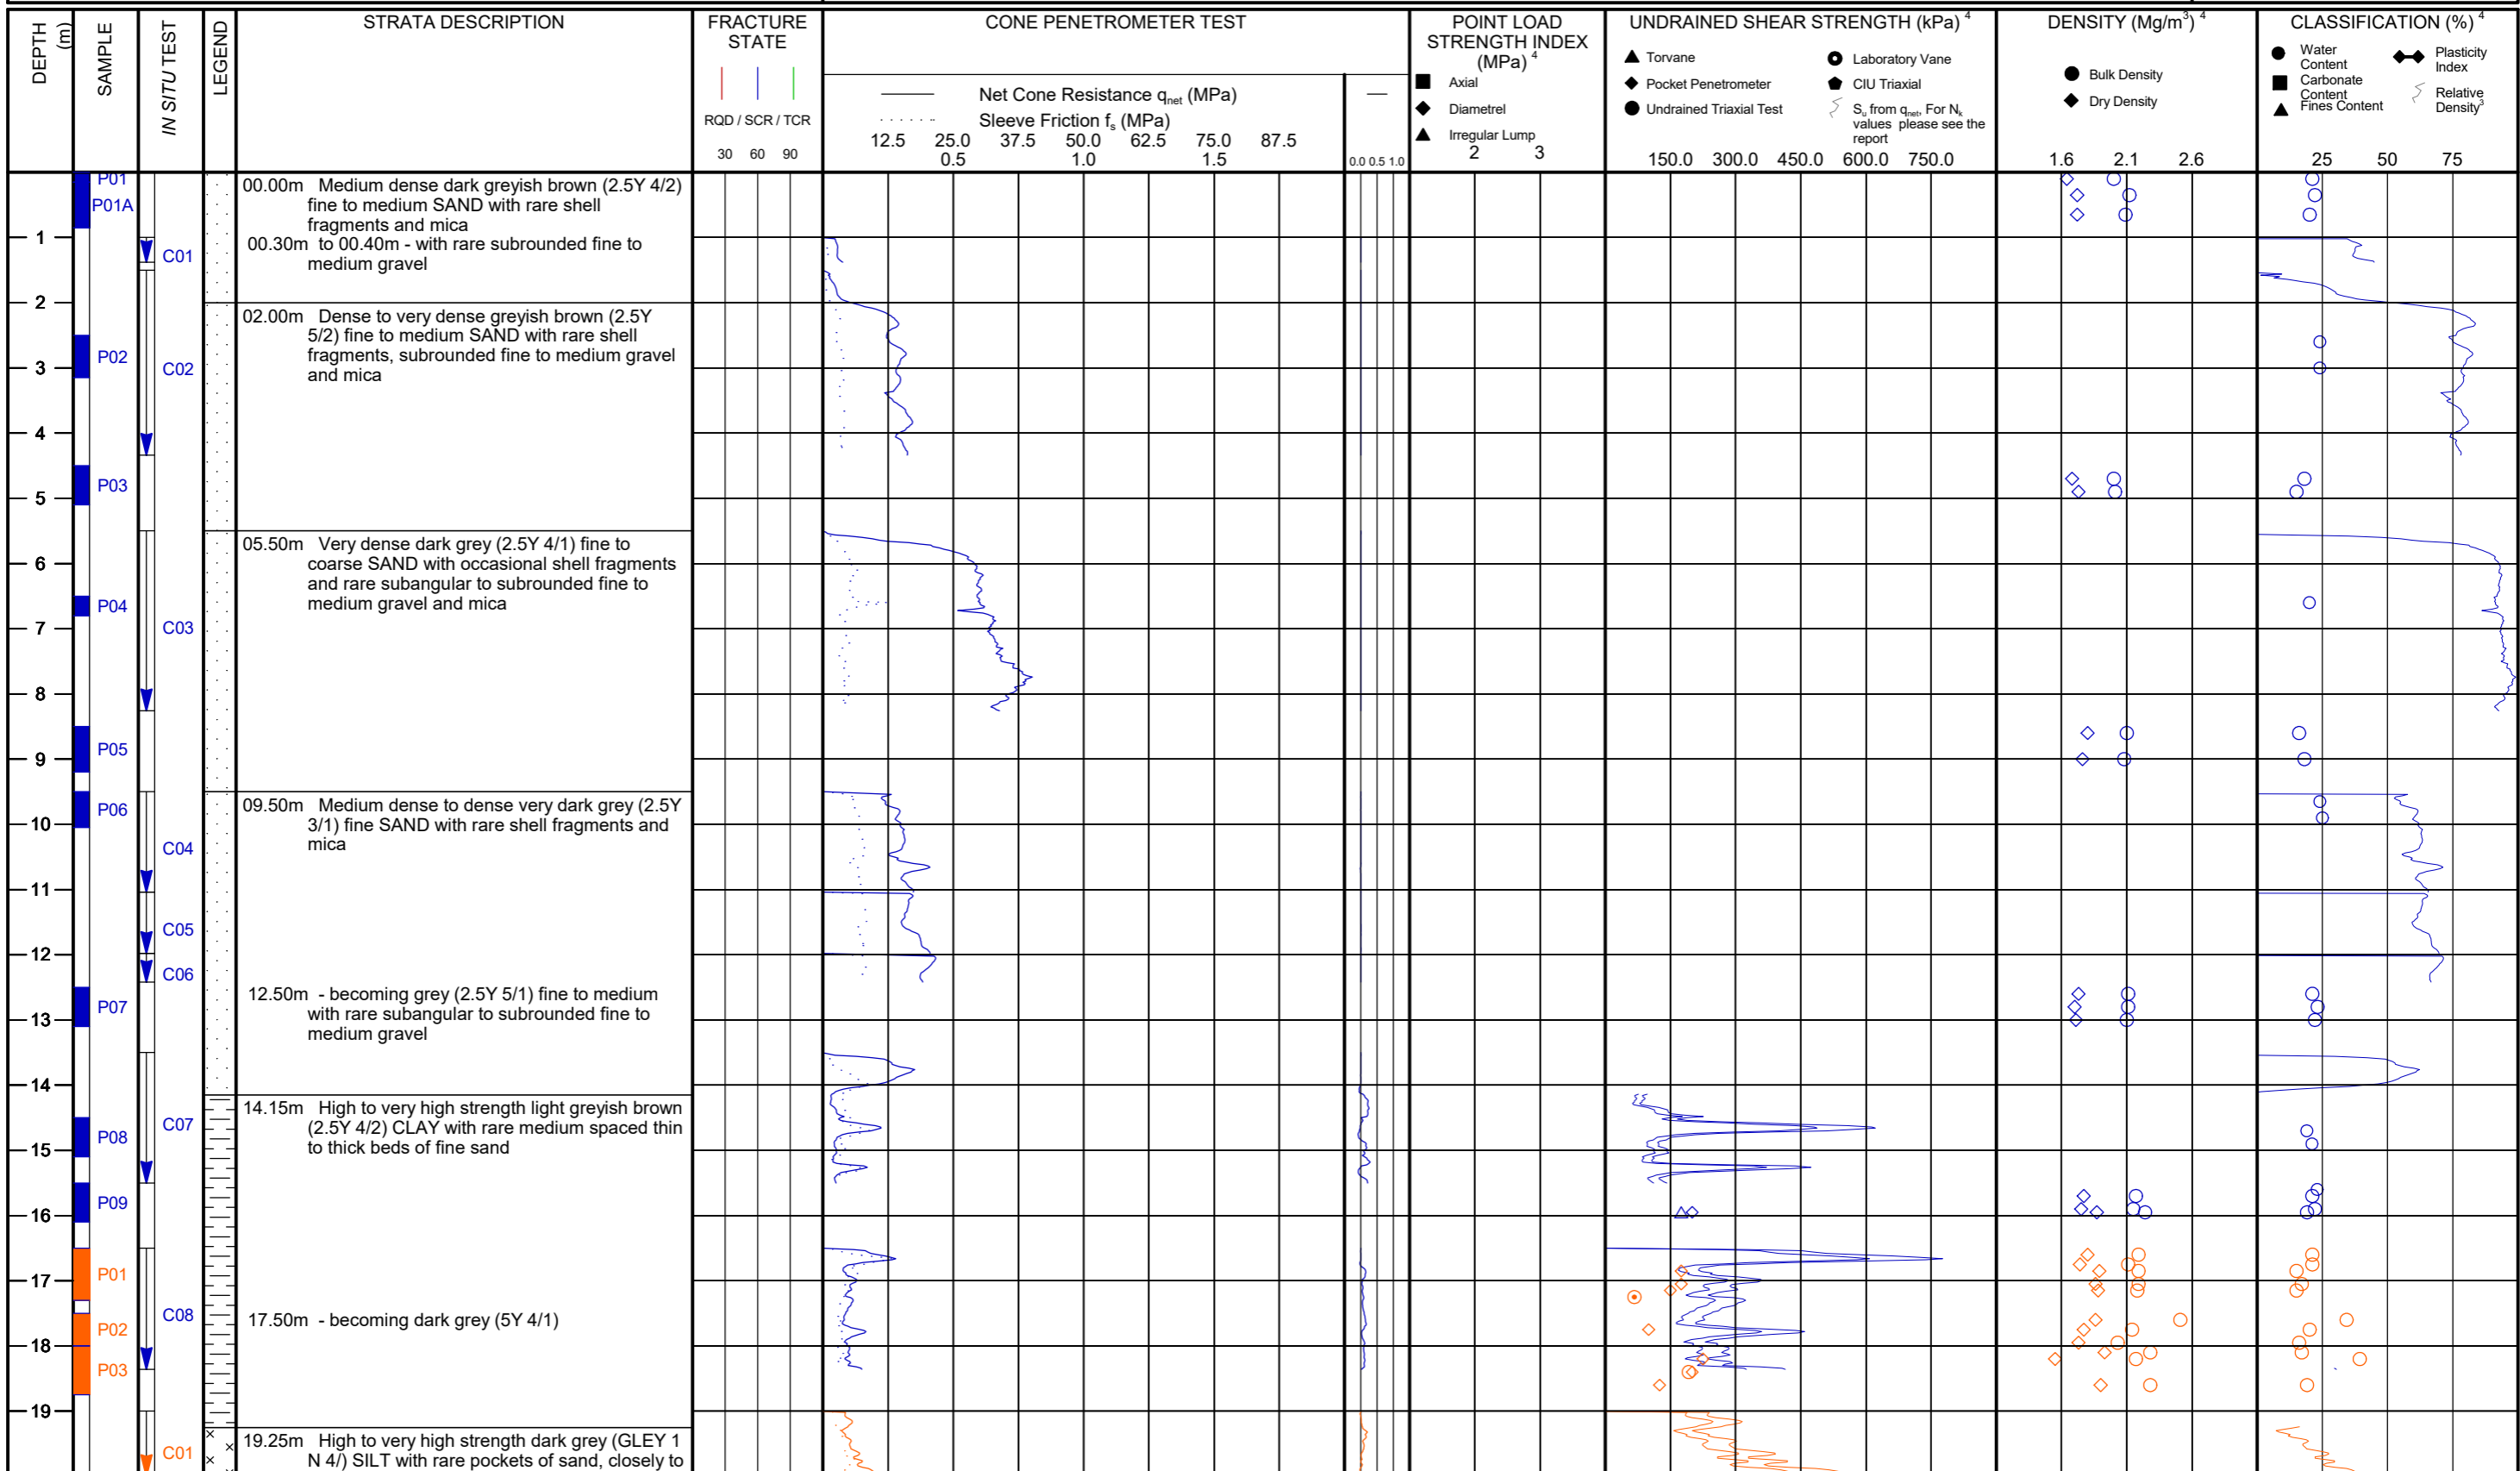 DEPTH (m)
SAMPLE
IN SITU TEST
LEGEND
STRATA DESCRIPTION
FRACTURE
STATE
RQD / SCR / TCR
30 60 90
CONE PENETROMETER TEST
Net Cone Resistance qnet (MPa)
Sleeve Friction fs (MPa)
12.5 25.0 37.5 50.0 62.5 75.0 87.5
0.5 1.0 1.5
0.0 0.5 1.0
POINT LOAD
STRENGTH INDEX
(MPa) 4
Axial
Diametrel
Irregular Lump
2 3
UNDRAINED SHEAR STRENGTH (kPa) 4
Torvane
Pocket Penetrometer
Undrained Triaxial Test
Laboratory Vane
CIU Triaxial
Su from qnet, For Nk
values please see the
report
150.0 300.0 450.0 600.0 750.0
DENSITY (Mg/m3) 4
Bulk Density
Dry Density
1.6 2.1 2.6
CLASSIFICATION (%) 4
Water
Content
Carbonate
Content
Fines Content
Plasticity
Index
Relative
Density3
25 50 75
P01
P01A
00.00m Medium dense dark greyish brown (2.5Y 4/2)
fine to medium SAND with rare shell
fragments and mica
1
C01
00.30m to 00.40m - with rare subrounded fine to
medium gravel
2
02.00m Dense to very dense greyish brown (2.5Y
5/2) fine to medium SAND with rare shell
fragments, subrounded fine to medium gravel
and mica
P02
C02
3
4
P03
5
05.50m Very dense dark grey (2.5Y 4/1) fine to
coarse SAND with occasional shell fragments
and rare subangular to subrounded fine to
medium gravel and mica
6
P04
C03
7
8
P05
9
09.50m Medium dense to dense very dark grey (2.5Y
3/1) fine SAND with rare shell fragments and
mica
P06
10
C04
11
C05
12
C06
12.50m - becoming grey (2.5Y 5/1) fine to medium
with rare subangular to subrounded fine to
medium gravel
P07
13
14
14.15m High to very high strength light greyish brown
(2.5Y 4/2) CLAY with rare medium spaced thin
to thick beds of fine sand
C07
P08
15
P09
16
P01
17
C08
17.50m - becoming dark grey (5Y 4/1)
P02
18
P03
19
19.25m High to very high strength dark grey (GLEY 1
N 4/) SILT with rare pockets of sand, closely to
C01